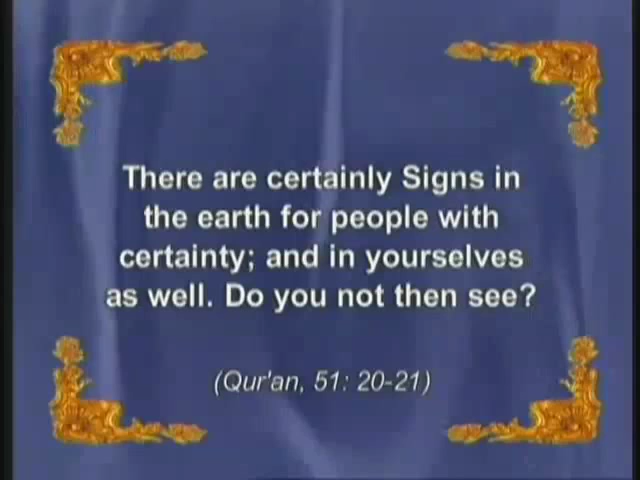 There are certainly Signs in
the earth for people with
certainty; and in yourselves
as well. Do you not then see?
(Qur'an, 51: 20-21)